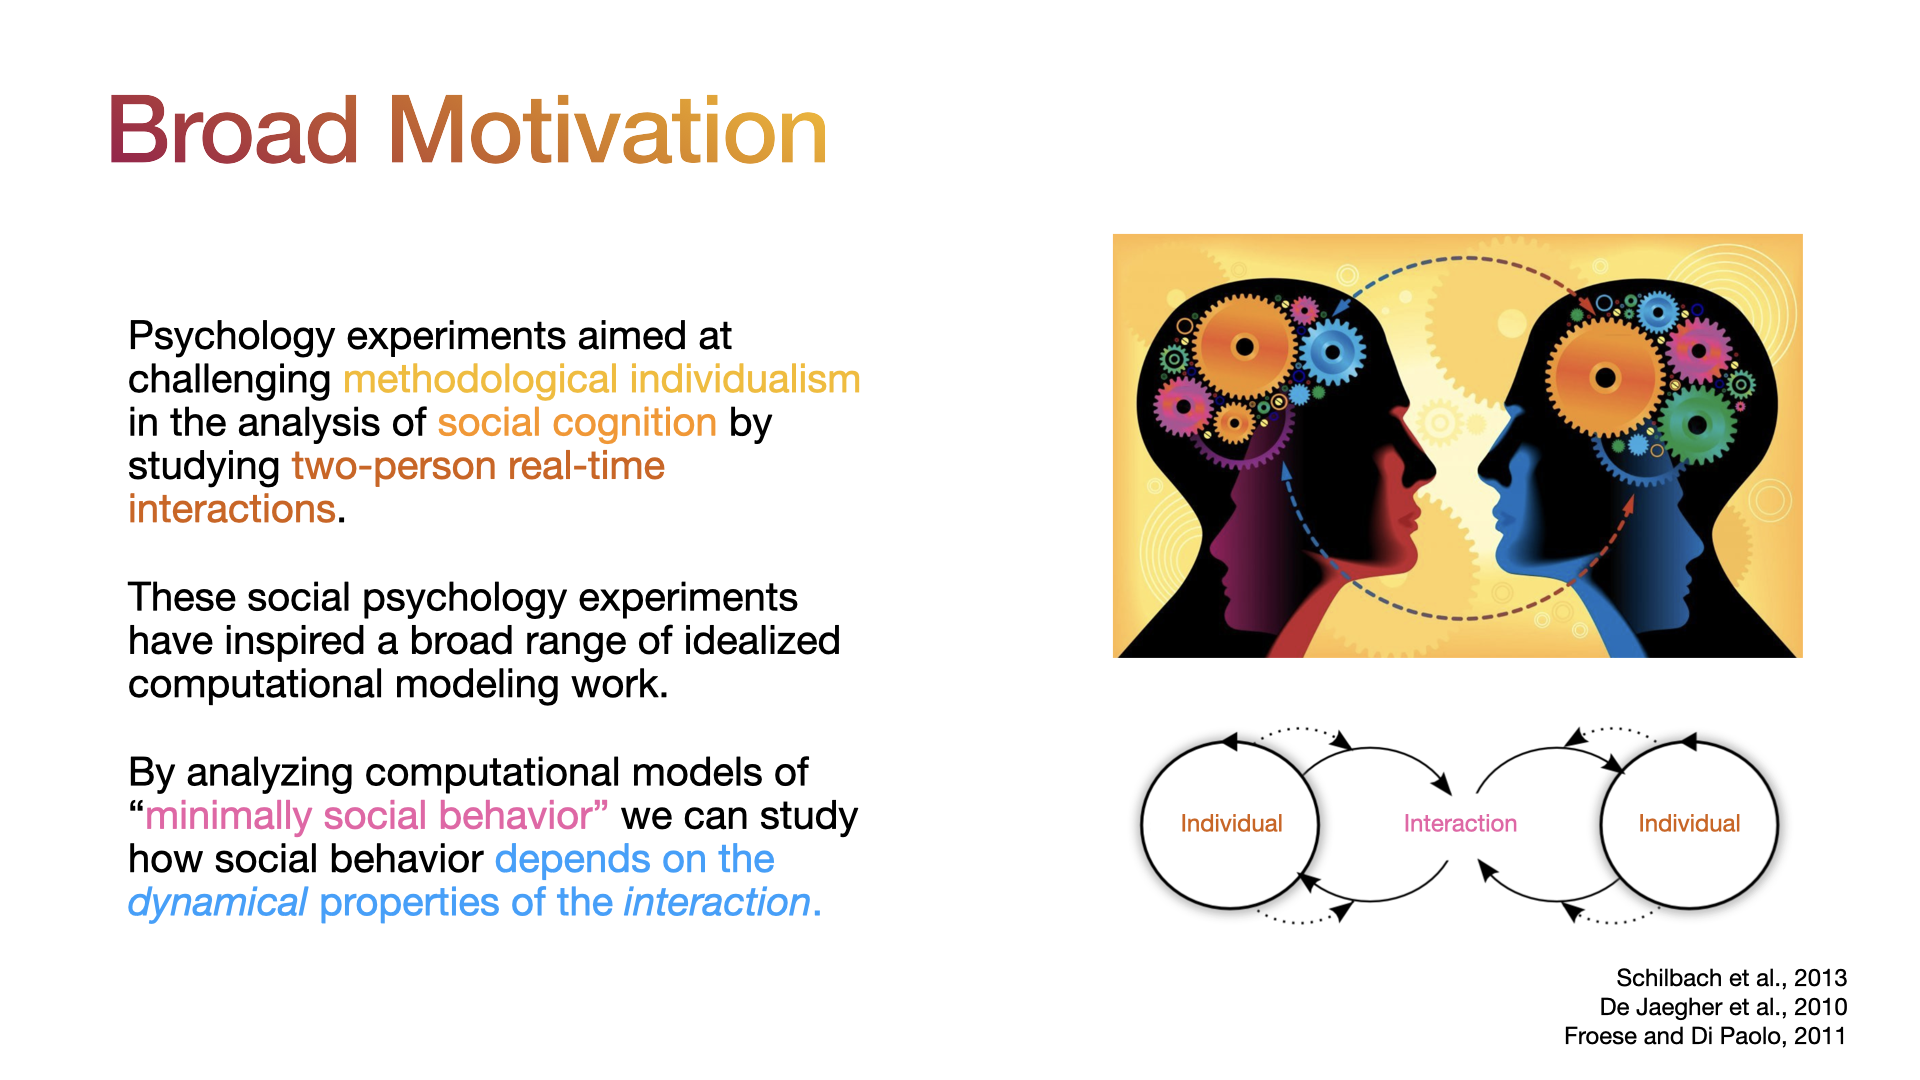 Broad Motivation
Psychology experiments aimed at
challenging methodological individualism
in the analysis of social cognition by
studying two-person real-time
interactions.
These social psychology experiments
have inspired a broad range of idealized
computational modeling work.
By analyzing computational models of
“minimally social behavior” we can study
how social behavior depends on the
dynamical properties of the interaction.
Individual
Interaction
Individual
Schilbach et al., 2013
De Jaegher et al., 2010
Froese and Di Paolo, 2011